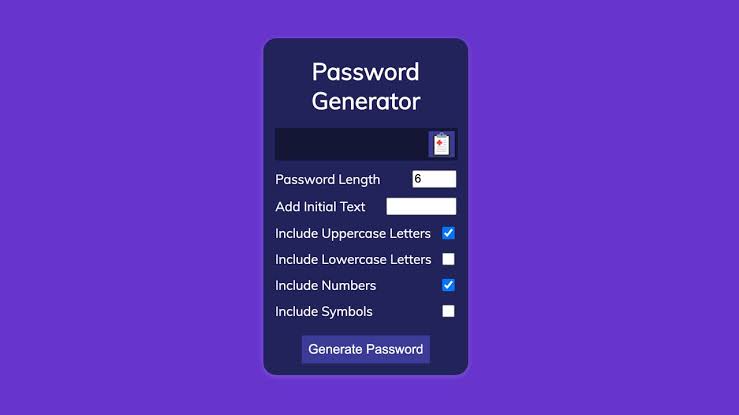 Password
Generator
Password Length 6
Add Initial Text
Include Uppercase Letters
Include Lowercase Letters
Include Numbers
Include Symbols
Generate Password